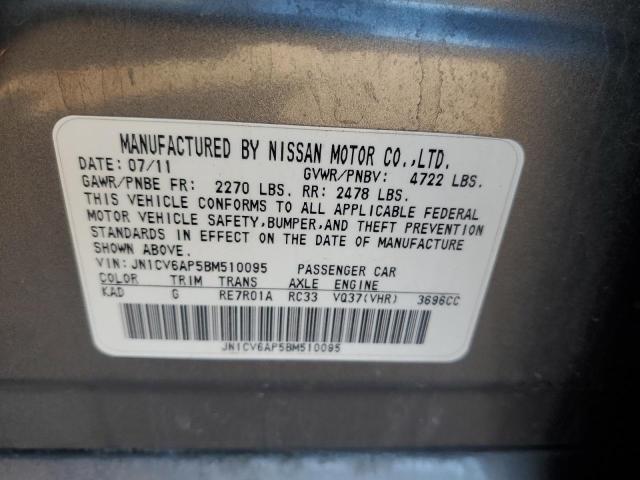 MANUFACTURED BY NISSAN MOTOR CO.,LTD.
DATE: 07/11 GVWR/PNBV: 4722 LBS.
GAWR/PNBE FR: 2270 LBS. RR: 2478 LBS.
THIS VEHICLE CONFORMS TO ALL APPLICABLE FEDERAL
MOTOR VEHICLE SAFETY,BUMPER,AND THEFT PREVENTION
STANDARDS IN EFFECT ON THE DATE OF MANUFACTURE
SHOWN ABOVE.
VIN: JN1CV6AP5BM510095 PASSENGER CAR
COLOR TRIM TRANS AXLE ENGINE
KAD G RE7R01A RC33 VQ37(VHR) 3696CC
JN1CV6AP5BM510095